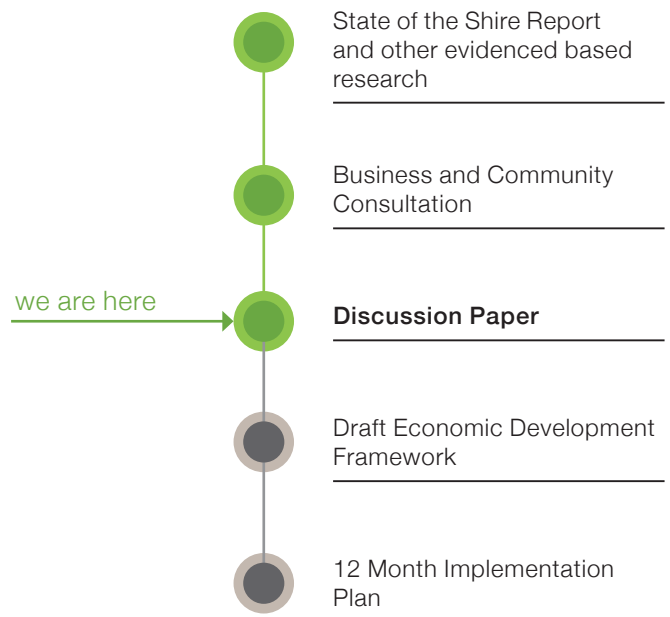 State of the Shire Report
and other evidenced based
research
Business and Community
Consultation
we are here
Discussion Paper
Draft Economic Development
Framework
12 Month Implementation
Plan